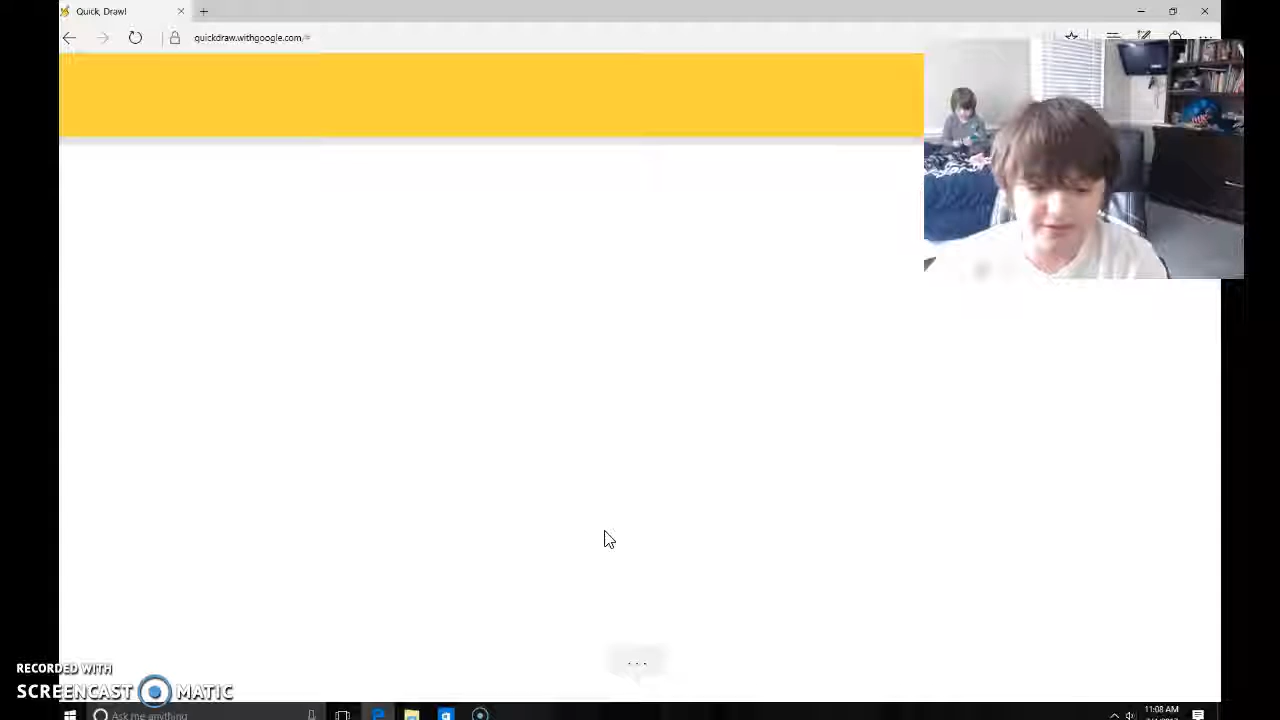 Quick, Draw!
quickdraw.withgoogle.com/#
...
RECORDED WITH
SCREENCAST MATIC
Ask me anything
11:08 AM